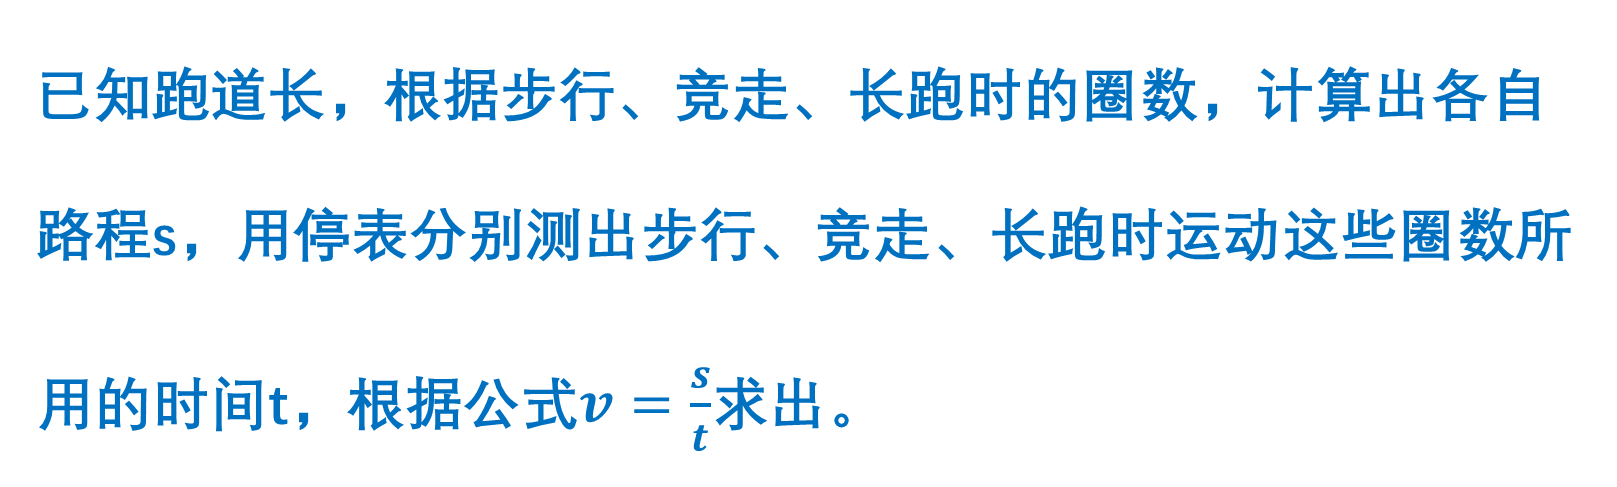 已知跑道长，根据步行、竞走、长跑时的圈数，计算出各自
路程s，用停表分别测出步行、竞走、长跑时运动这些圈数所
用的时间t，根据公式v = s/t求出。